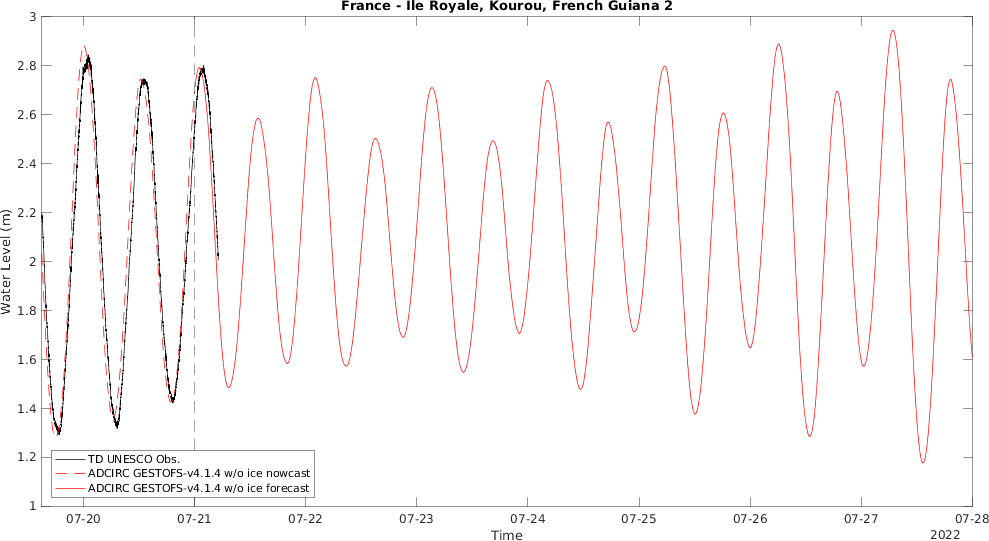 France - Ile Royale, Kourou, French Guiana 2
Water Level (m)
3
2.8
2.6
2.4
2.2
2
1.8
1.6
1.4
1.2
1
TD UNESCO Obs.
ADCIRC GESTOFS-v4.1.4 w/o ice nowcast
ADCIRC GESTOFS-v4.1.4 w/o ice forecast
07-20 07-21 07-22 07-23 07-24 07-25 07-26 07-27 07-28
Time
2022